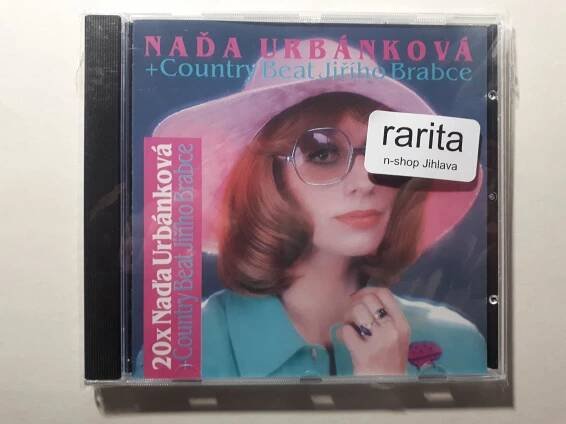 NAĎA URBÁNKOVÁ
+Country Beat Jiřího Brabce
rarita
n-shop Jihlava
20x Naďa Urbánková
+Country Beat Jiřího Brabce